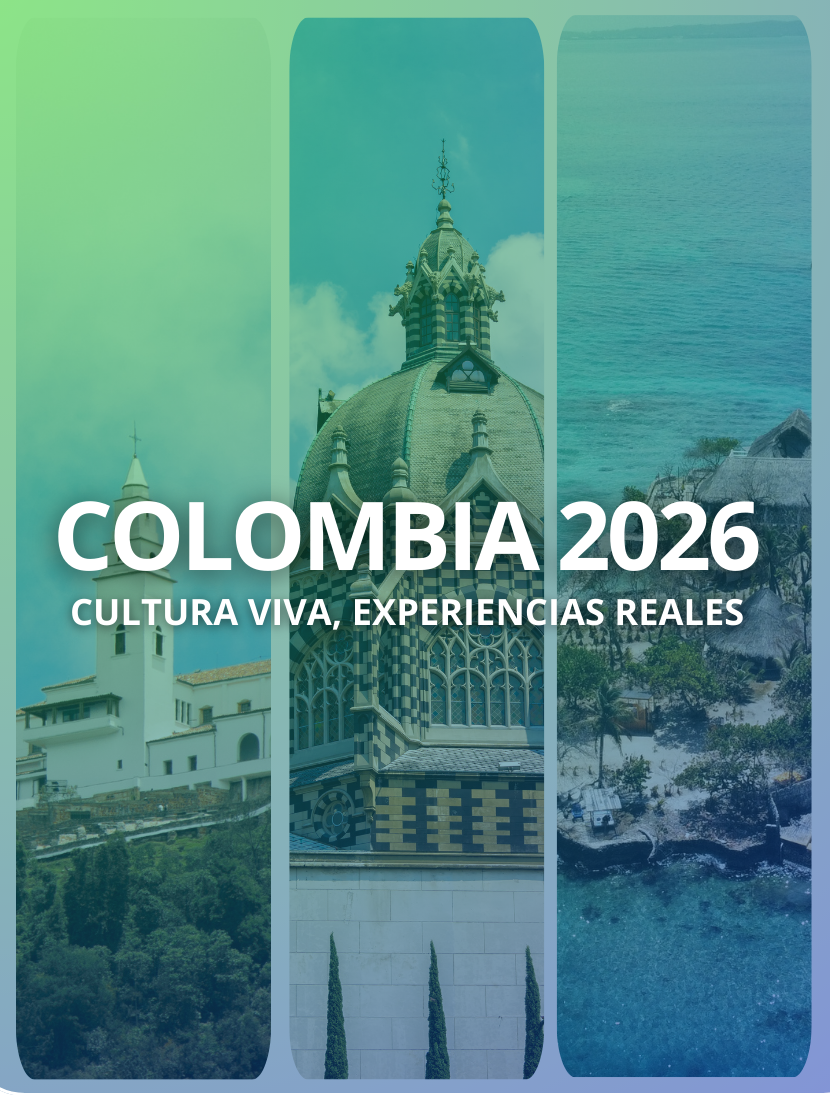 COLOMBIA 2026
CULTURA VIVA, EXPERIENCIAS REALES